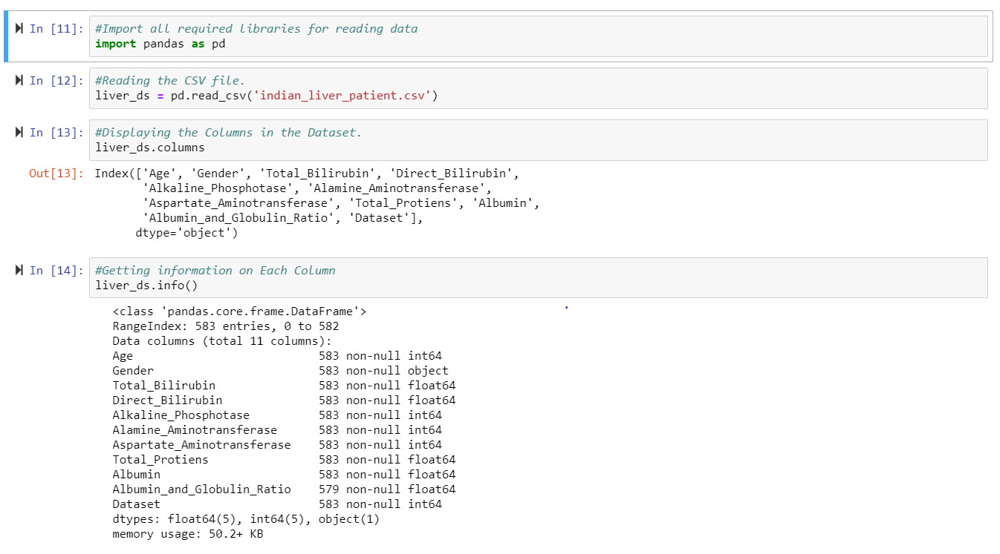 In [11]: #Import all required libraries for reading data
import pandas as pd
In [12]: #Reading the CSV file.
liver_ds = pd.read_csv('indian_liver_patient.csv')
In [13]: #Displaying the Columns in the Dataset.
liver_ds.columns
Out[13]: Index(['Age', 'Gender', 'Total_Bilirubin', 'Direct_Bilirubin',
'Alkaline_Phosphotase', 'Alamine_Aminotransferase',
'Aspartate_Aminotransferase', 'Total_Protiens', 'Albumin',
'Albumin_and_Globulin_Ratio', 'Dataset'],
dtype='object')
In [14]: #Getting information on Each Column
liver_ds.info()
<class 'pandas.core.frame.DataFrame'>
RangeIndex: 583 entries, 0 to 582
Data columns (total 11 columns):
Age 583 non-null int64
Gender 583 non-null object
Total_Bilirubin 583 non-null float64
Direct_Bilirubin 583 non-null float64
Alkaline_Phosphotase 583 non-null int64
Alamine_Aminotransferase 583 non-null int64
Aspartate_Aminotransferase 583 non-null int64
Total_Protiens 583 non-null float64
Albumin 583 non-null float64
Albumin_and_Globulin_Ratio 579 non-null float64
Dataset 583 non-null int64
dtypes: float64(5), int64(5), object(1)
memory usage: 50.2+ KB